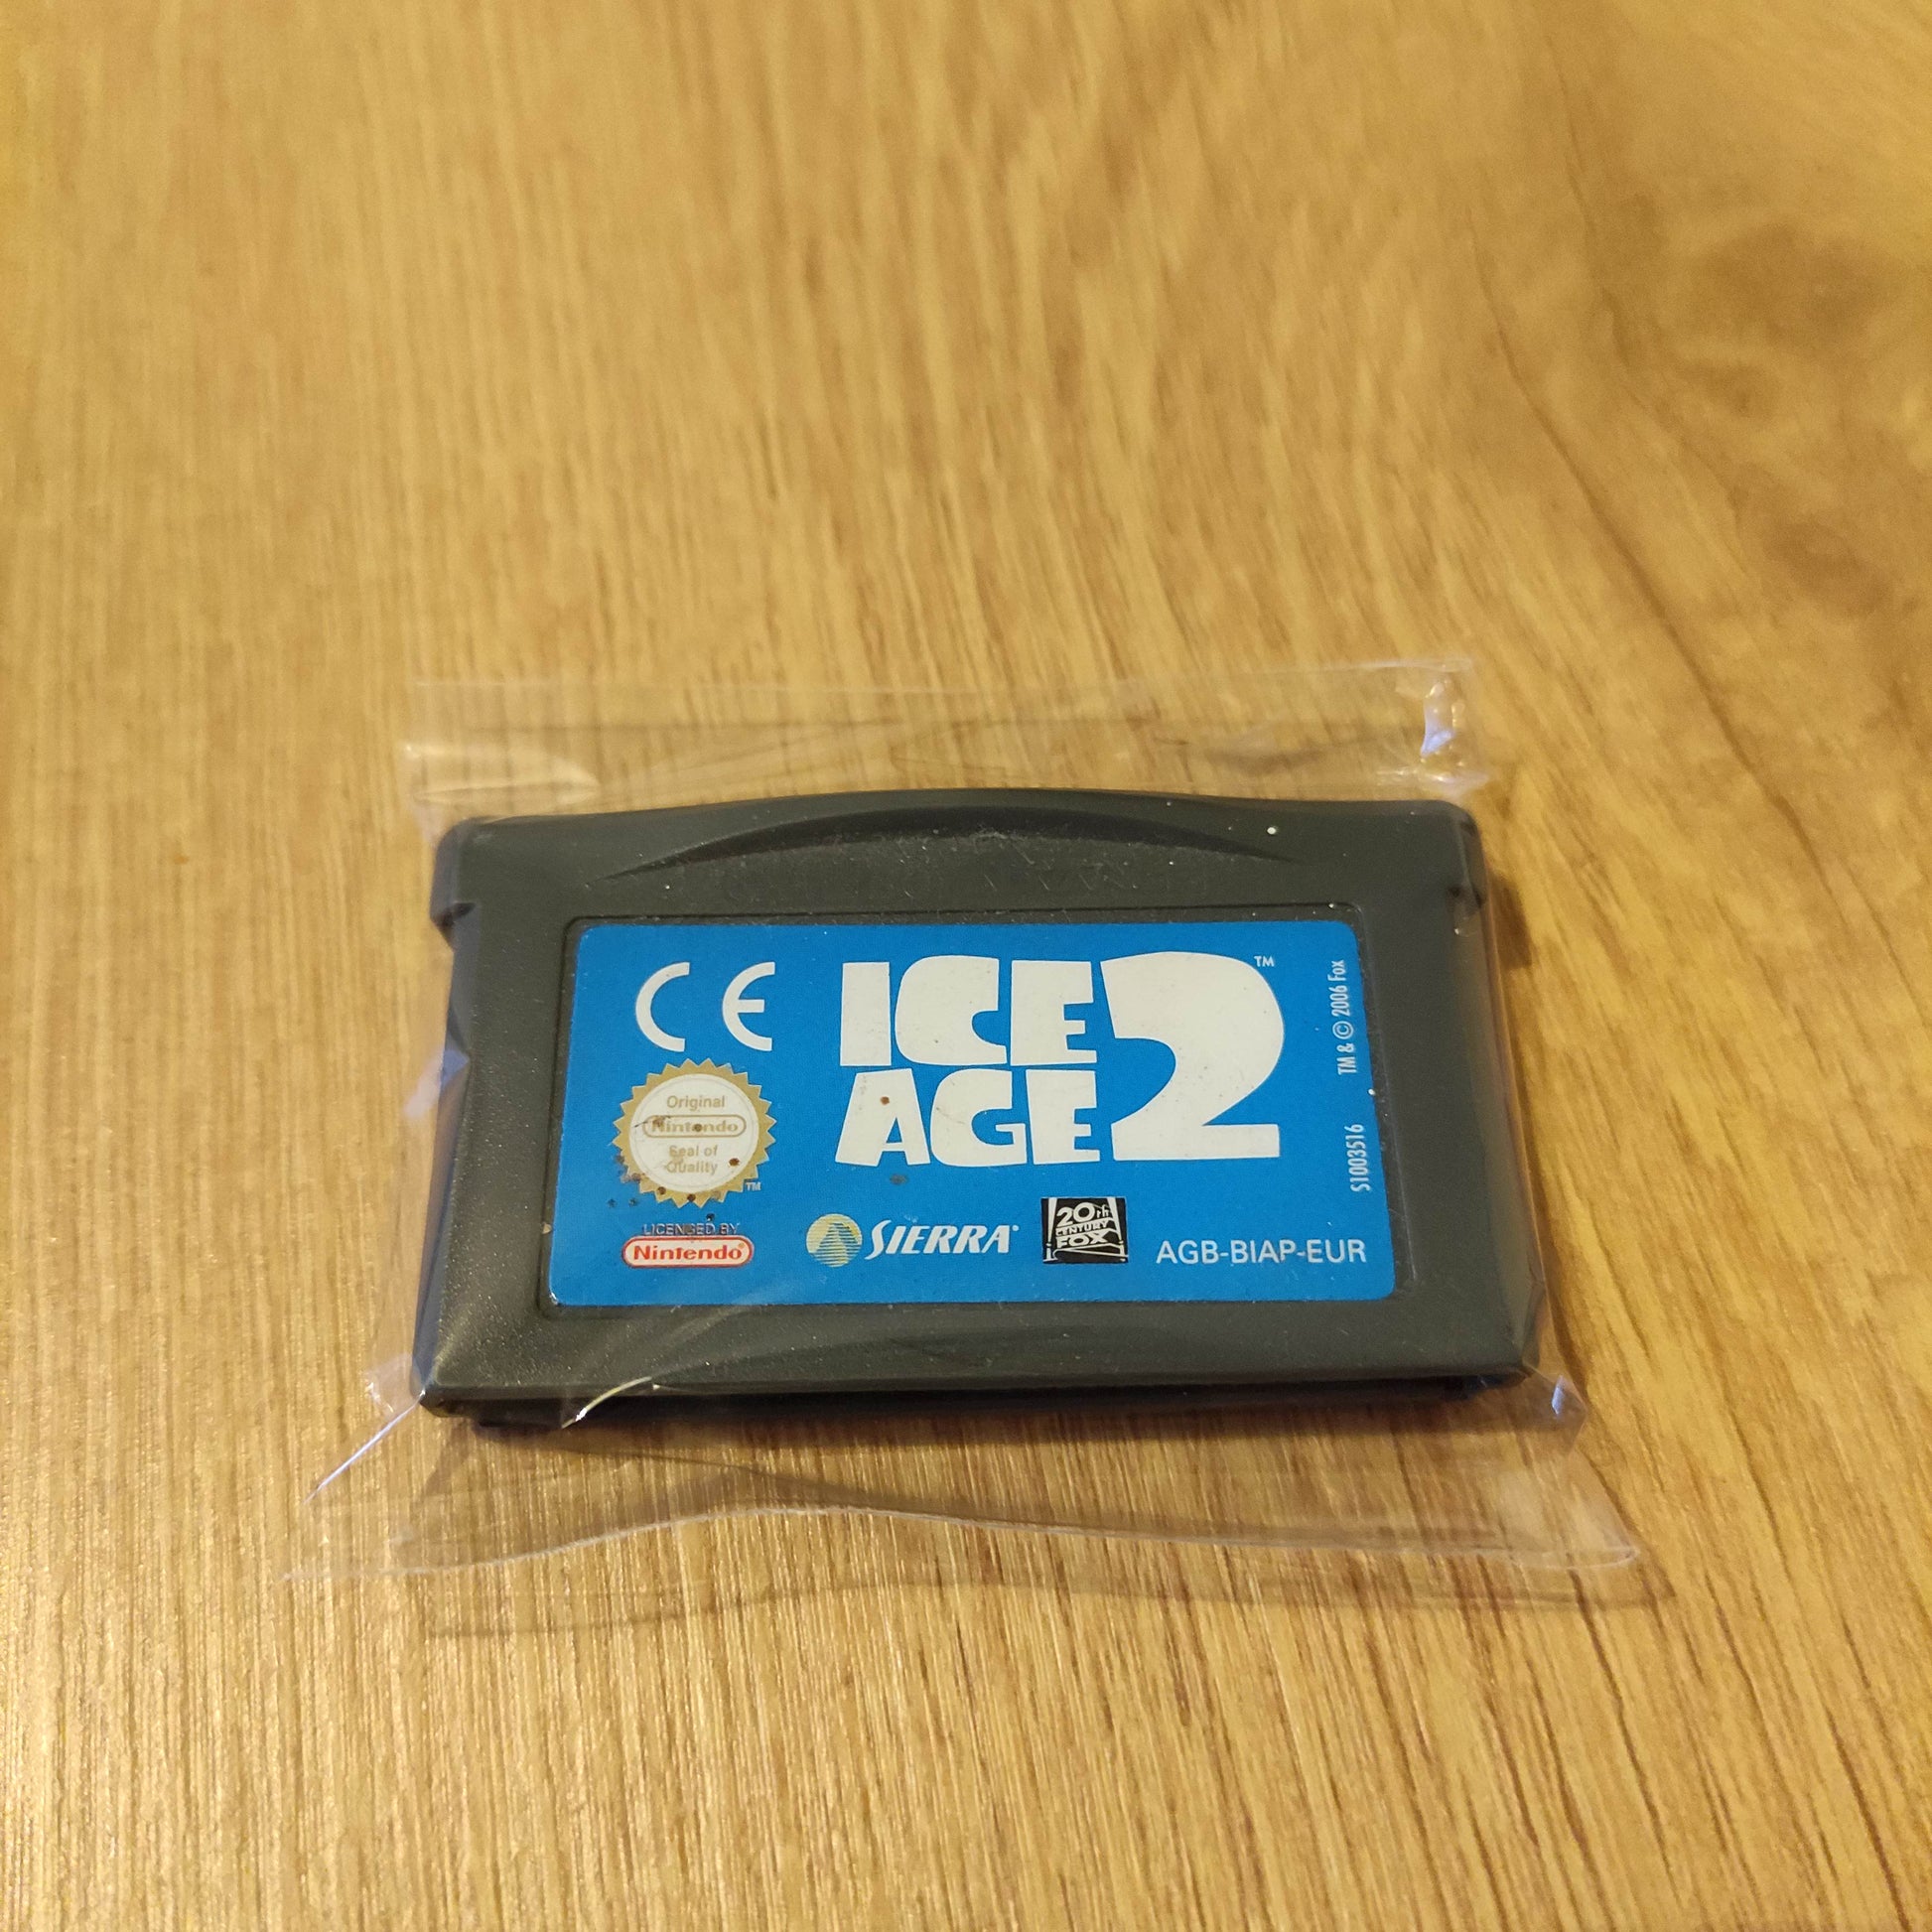 CE
ICE
AGE 2™
Original
Nintendo
Seal of
Quality
TM
LICENSED BY
Nintendo®
SIERRA®
20th
CENTURY
FOX
AGB-BIAP-EUR
S1003516
TM & © 2006 Fox